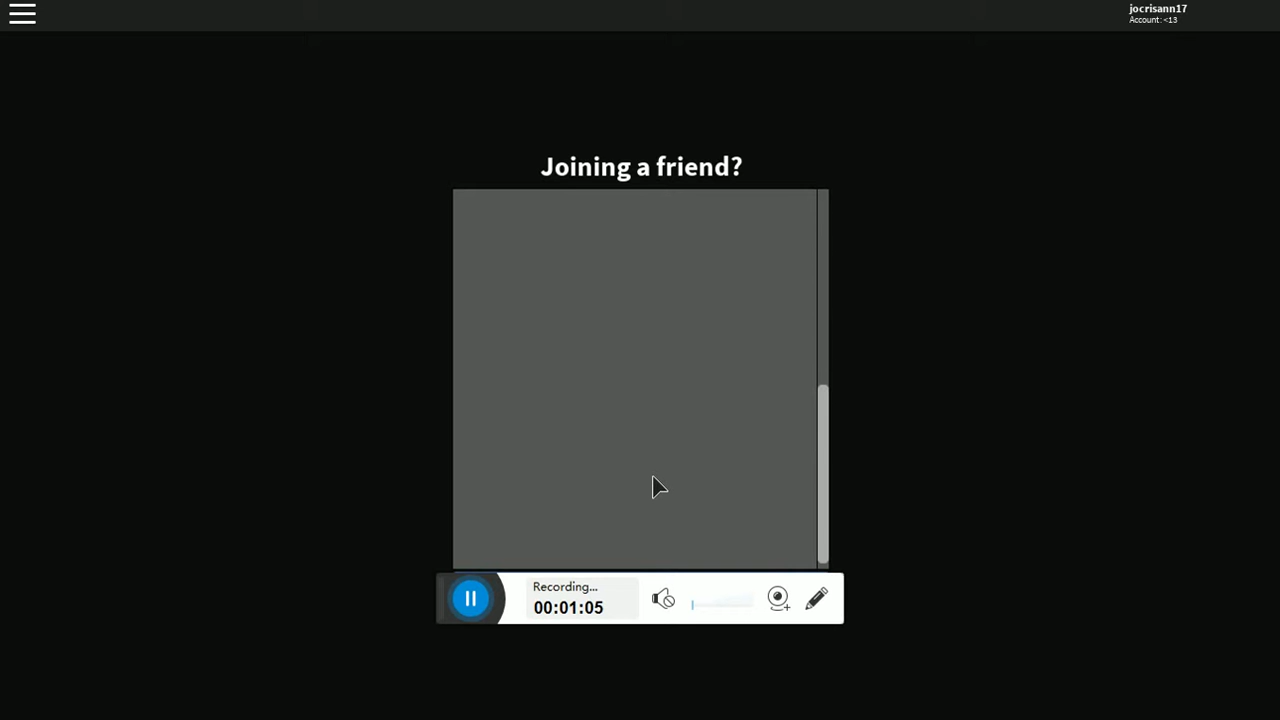 jocrisann17
Account: <13
Joining a friend?
Recording...
00:01:05